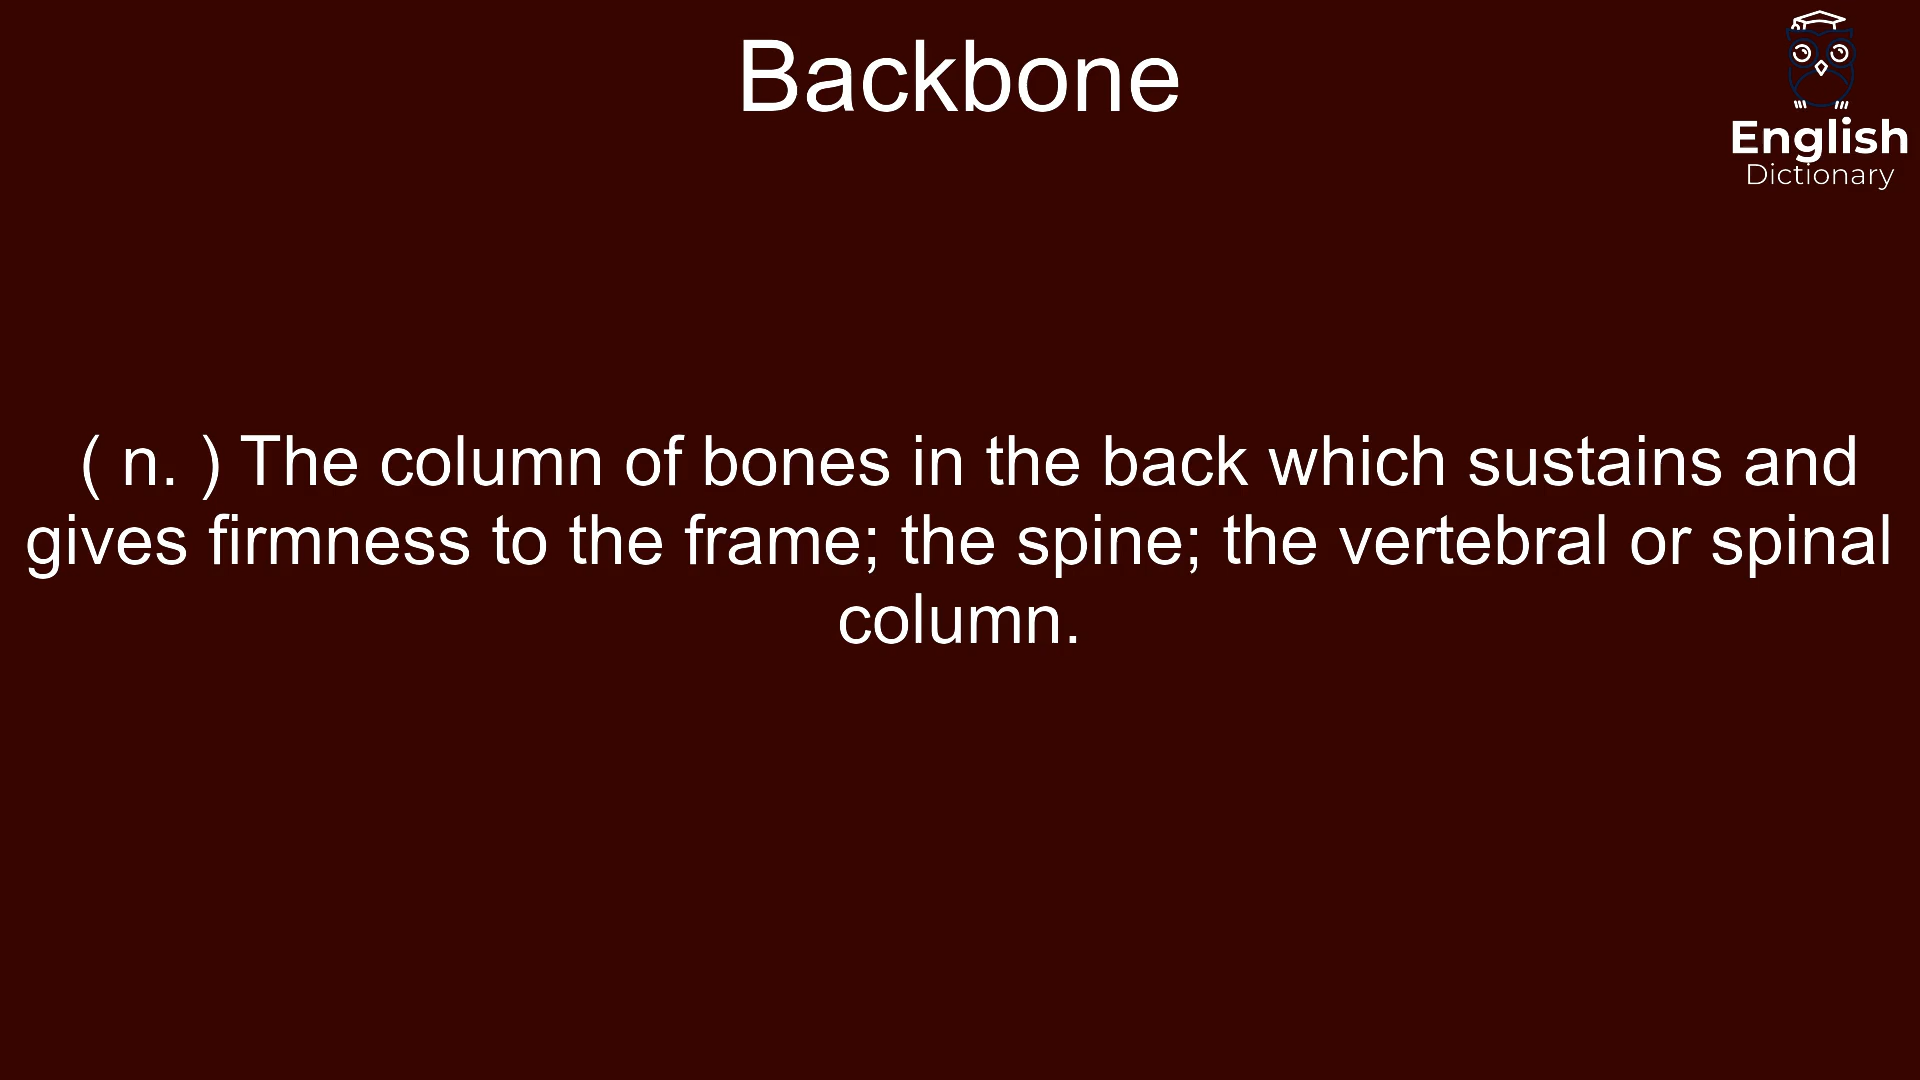 Backbone
English
Dictionary
( n. ) The column of bones in the back which sustains and
gives firmness to the frame; the spine; the vertebral or spinal
column.